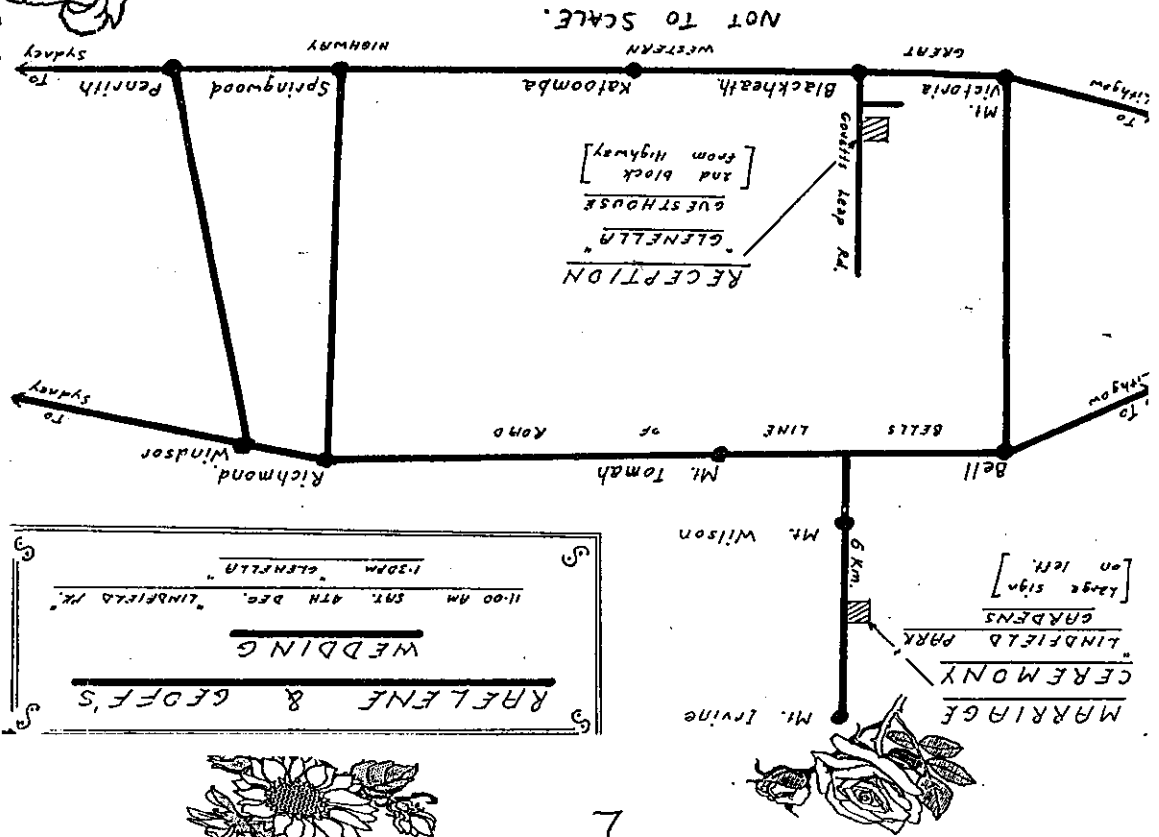 MARRIAGE
CEREMONY
"LINDFIELD PARK"
GARDENS
[Large sign
on left.]
Mt. Irvine
6 Km.
Mt. Wilson
RAELENE & GEOFF'S
WEDDING
11.00 AM SAT. 4TH DEC. "LINDFIELD PK."
1.30PM "GLENELLA"
Bell
Mt. Tomah
Richmond
Windsor
BELLS LINE OF ROAD
To Lithgow
To Sydney
RECEPTION
"GLENELLA"
GUESTHOUSE
[2nd block
from Highway]
Govetts Leap Rd.
To Lithgow
Mt.
Victoria
Blackheath.
Katoomba
Springwood
Penrith
To Sydney
GREAT WESTERN HIGHWAY
NOT TO SCALE.